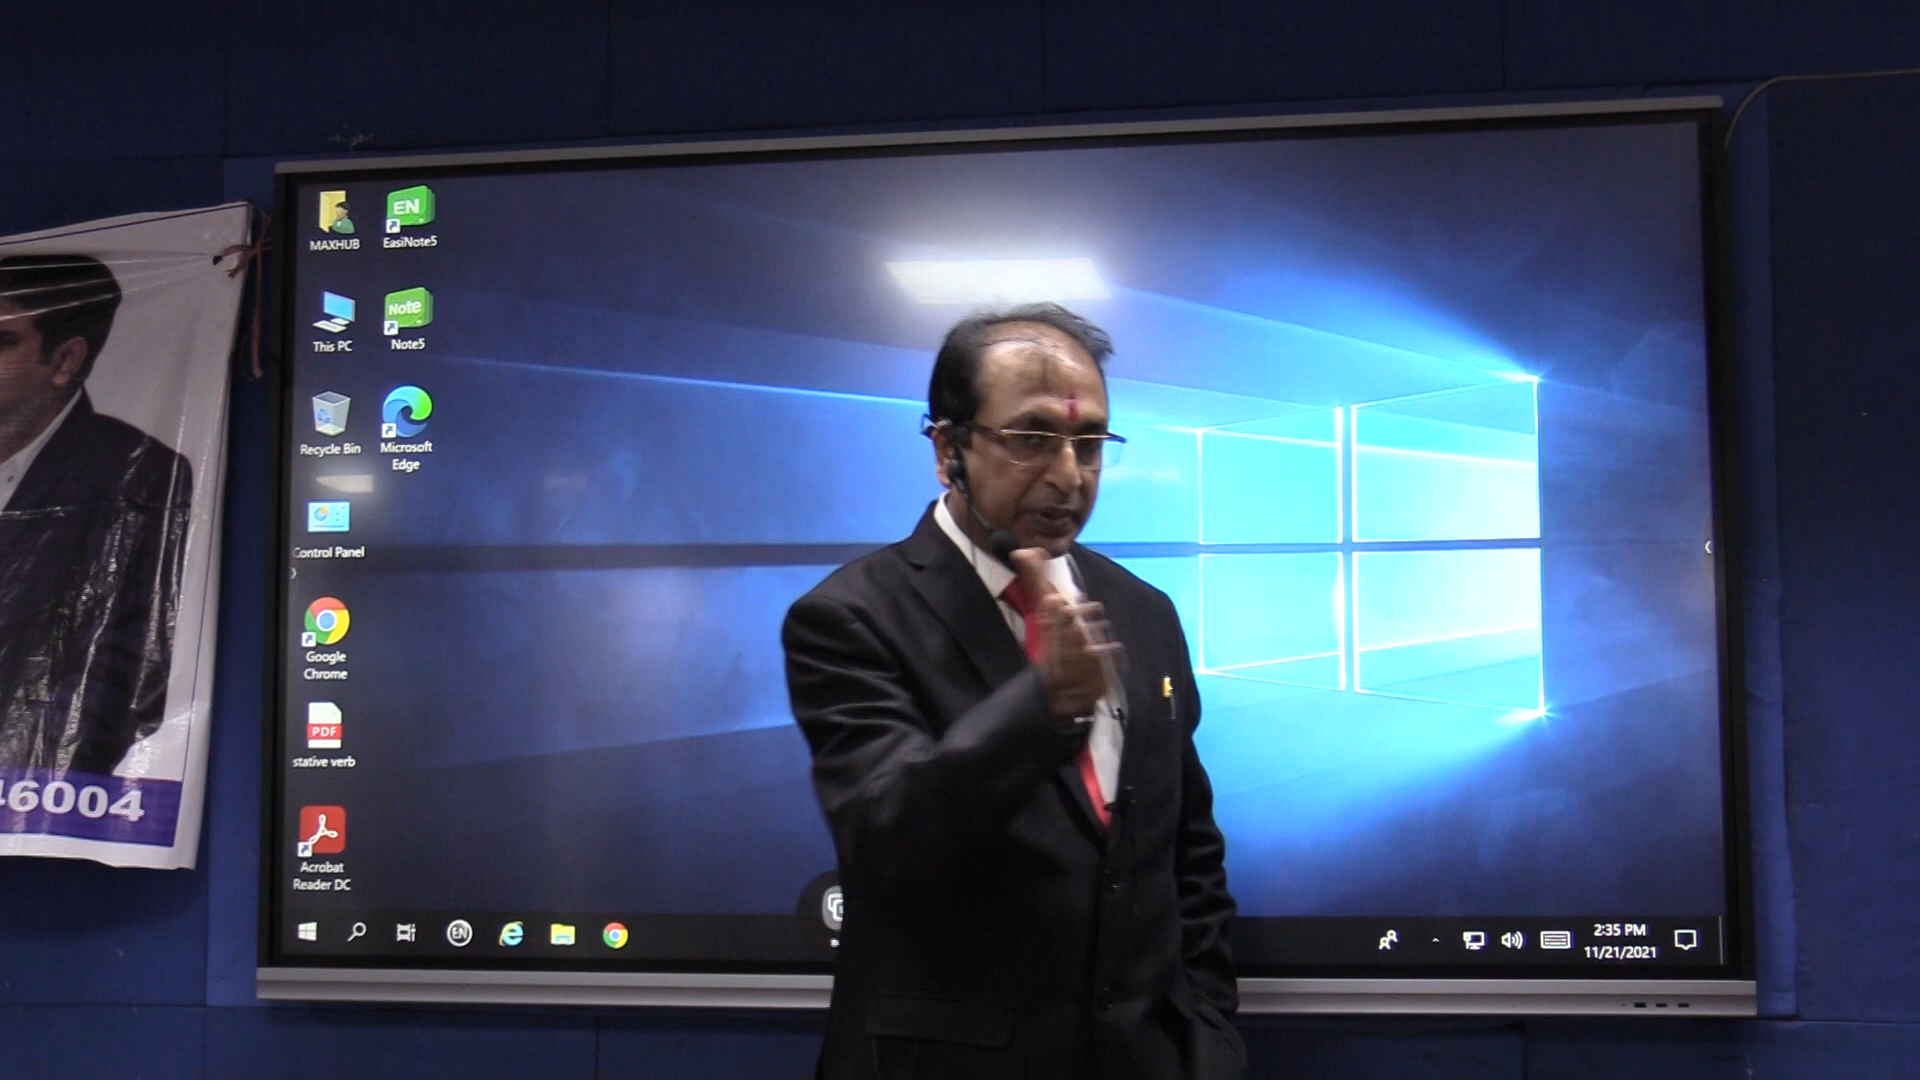 MAXHUB
EN
EasiNote5
This PC
Note
Note5
Recycle Bin
Microsoft
Edge
Control Panel
Google
Chrome
PDF
stative verb
Acrobat
Reader DC
46004
EN
2:35 PM
11/21/2021